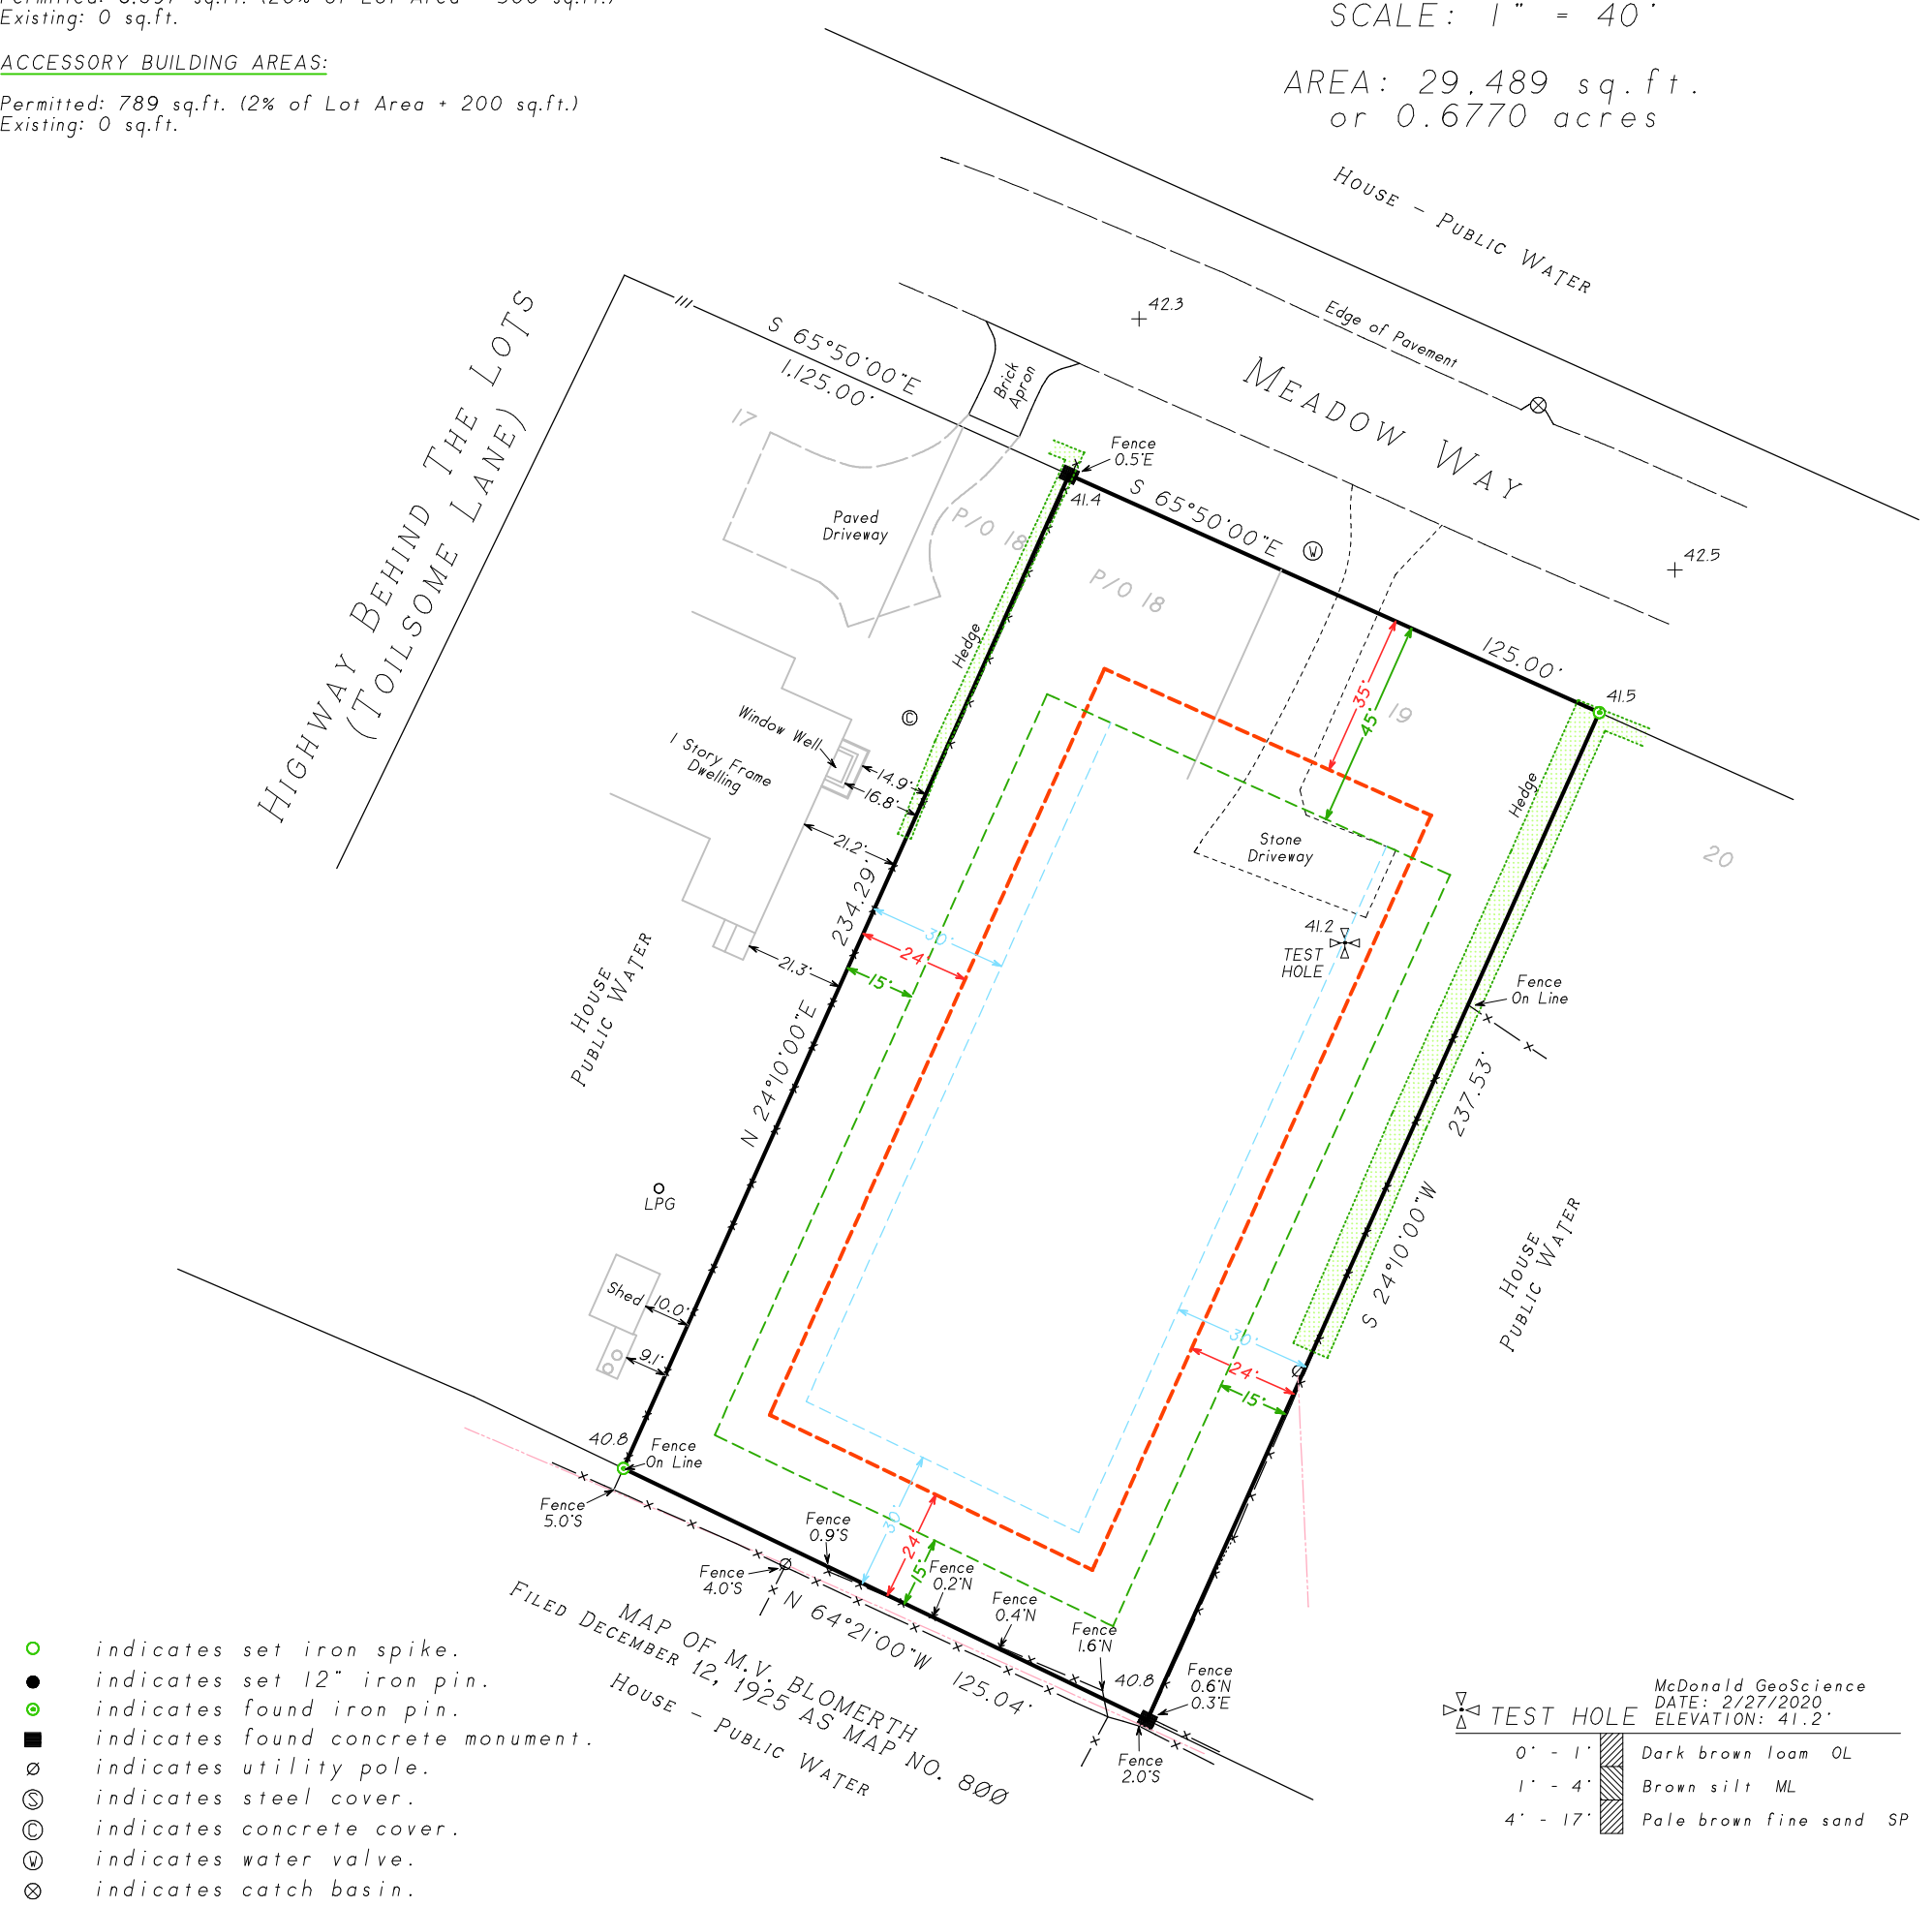 Existing: 0 sq.ft.
ACCESSORY BUILDING AREAS:
Permitted: 789 sq.ft. (2% of Lot Area + 200 sq.ft.)
Existing: 0 sq.ft.
SCALE: 1" = 40'
AREA: 29,489 sq.ft.
or 0.6770 acres
HOUSE - PUBLIC WATER
Edge of Pavement
42.3
MEADOW WAY
42.5
HIGHWAY BEHIND THE LOTS
(TOILSOME LANE)
S 65°50'00"E
1,125.00'
Brick
Apron
17
Paved
Driveway
P/O 18
Fence
0.5'E
41.4
S 65°50'00"E
W
125.00'
41.5
P/O 18
19
20
35'
45'
Hedge
Hedge
C
Window Well
1 Story Frame
Dwelling
14.9'
16.8'
21.2'
21.3'
234.29'
N 24°10'00"E
30'
24'
15'
Stone
Driveway
41.2
TEST
HOLE
Fence
On Line
237.53'
S 24°10'00"W
HOUSE
PUBLIC WATER
HOUSE
PUBLIC WATER
LPG
Shed
10.0'
9.1'
30'
24'
15'
40.8
Fence
On Line
Fence
5.0'S
Fence
0.9'S
Fence
4.0'S
30'
24'
15'
Fence
0.2'N
Fence
0.4'N
Fence
1.6'N
40.8
Fence
0.6'N
0.3'E
Fence
2.0'S
N 64°21'00"W
125.04'
MAP OF M.V. BLOMERTH
FILED DECEMBER 12, 1925 AS MAP NO. 800
HOUSE - PUBLIC WATER
indicates set iron spike.
indicates set 12" iron pin.
indicates found iron pin.
indicates found concrete monument.
indicates utility pole.
S indicates steel cover.
C indicates concrete cover.
W indicates water valve.
indicates catch basin.
McDonald GeoScience
DATE: 2/27/2020
TEST HOLE ELEVATION: 41.2'
0' - 1' Dark brown loam OL
1' - 4' Brown silt ML
4' - 17' Pale brown fine sand SP